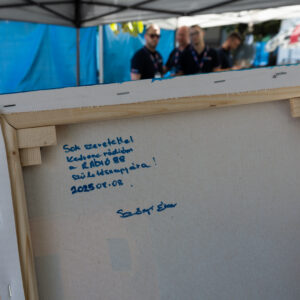 Sok szeretettel
Kedvenc rádióm
a RÁDIÓ 88
születésnapjára!
2025.08.08.